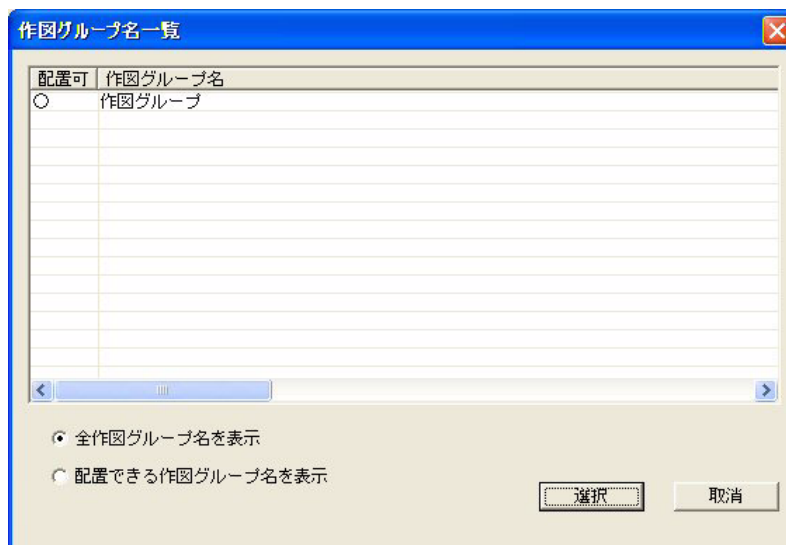 作図グループ名一覧
配置可 作図グループ名
○ 作図グループ
全作図グループ名を表示
配置できる作図グループ名を表示
選択 取消